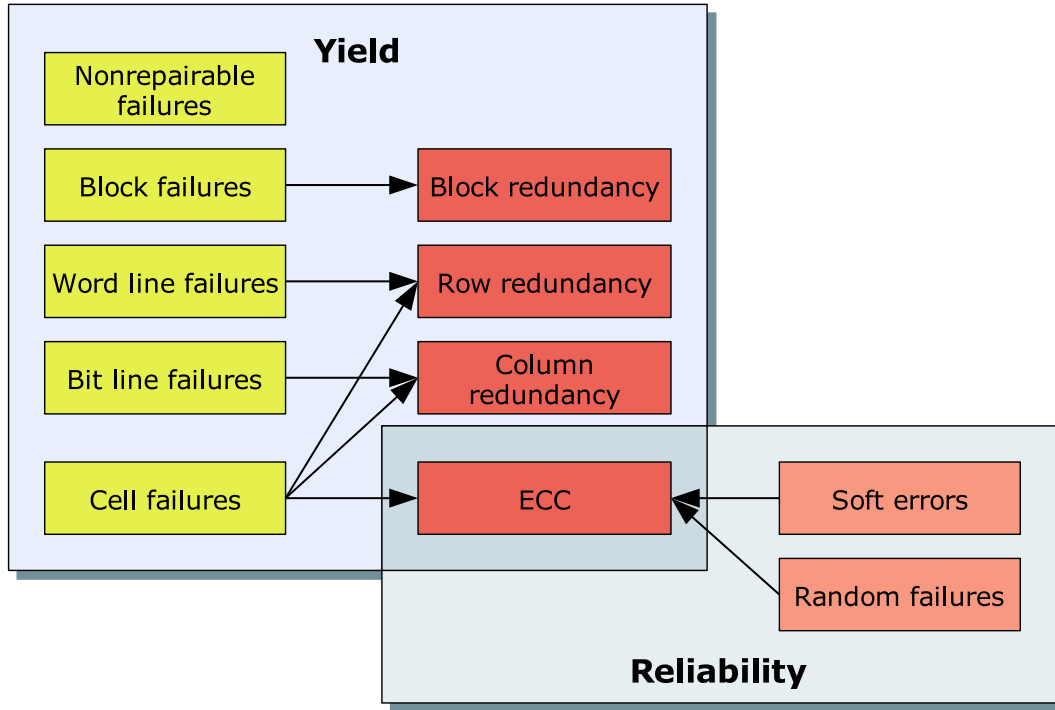 Yield
Nonrepairable
failures
Block failures
Block redundancy
Word line failures
Row redundancy
Bit line failures
Column
redundancy
Cell failures
ECC
Soft errors
Random failures
Reliability